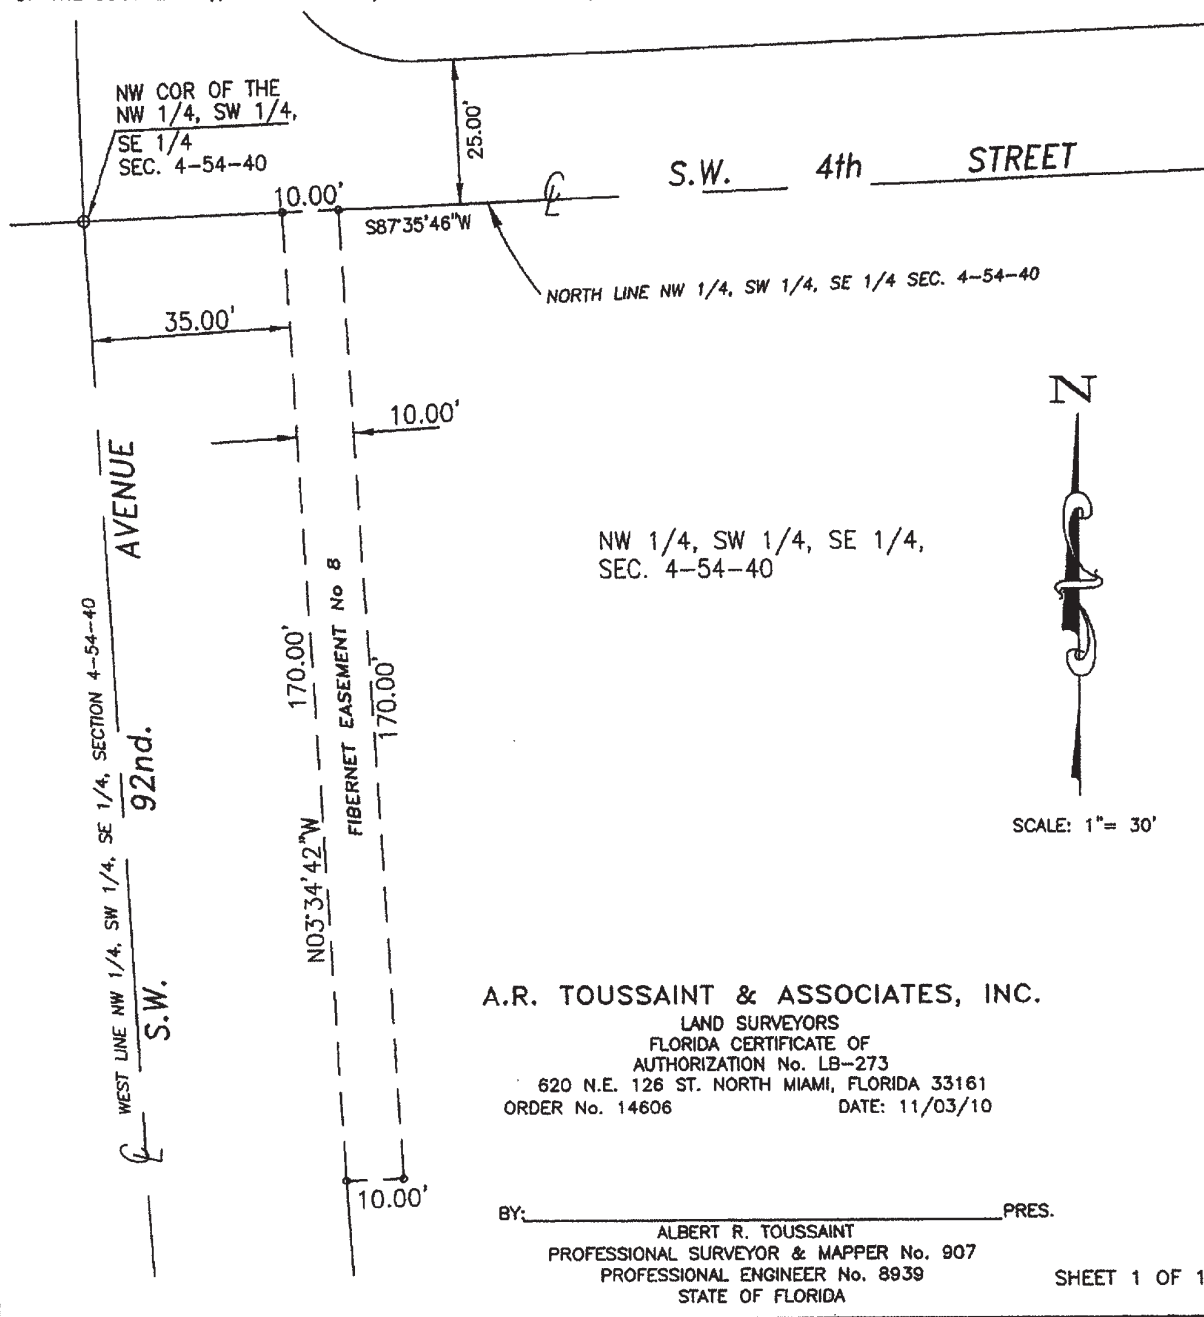 NW COR OF THE
NW 1/4, SW 1/4,
SE 1/4
SEC. 4-54-40
25.00'
S.W. 4th STREET
10.00'
S87°35'46"W
NORTH LINE NW 1/4, SW 1/4, SE 1/4 SEC. 4-54-40
35.00'
10.00'
N
NW 1/4, SW 1/4, SE 1/4,
SEC. 4-54-40
S.W. 92nd. AVENUE
WEST LINE NW 1/4, SW 1/4, SE 1/4, SECTION 4-54-40
N03°34'42"W 170.00'
FIBERNET EASEMENT No 8
170.00'
SCALE: 1"= 30'
A.R. TOUSSAINT & ASSOCIATES, INC.
LAND SURVEYORS
FLORIDA CERTIFICATE OF
AUTHORIZATION No. LB-273
620 N.E. 126 ST. NORTH MIAMI, FLORIDA 33161
ORDER No. 14606 DATE: 11/03/10
10.00'
BY: PRES.
ALBERT R. TOUSSAINT
PROFESSIONAL SURVEYOR & MAPPER No. 907
PROFESSIONAL ENGINEER No. 8939
STATE OF FLORIDA
SHEET 1 OF 1